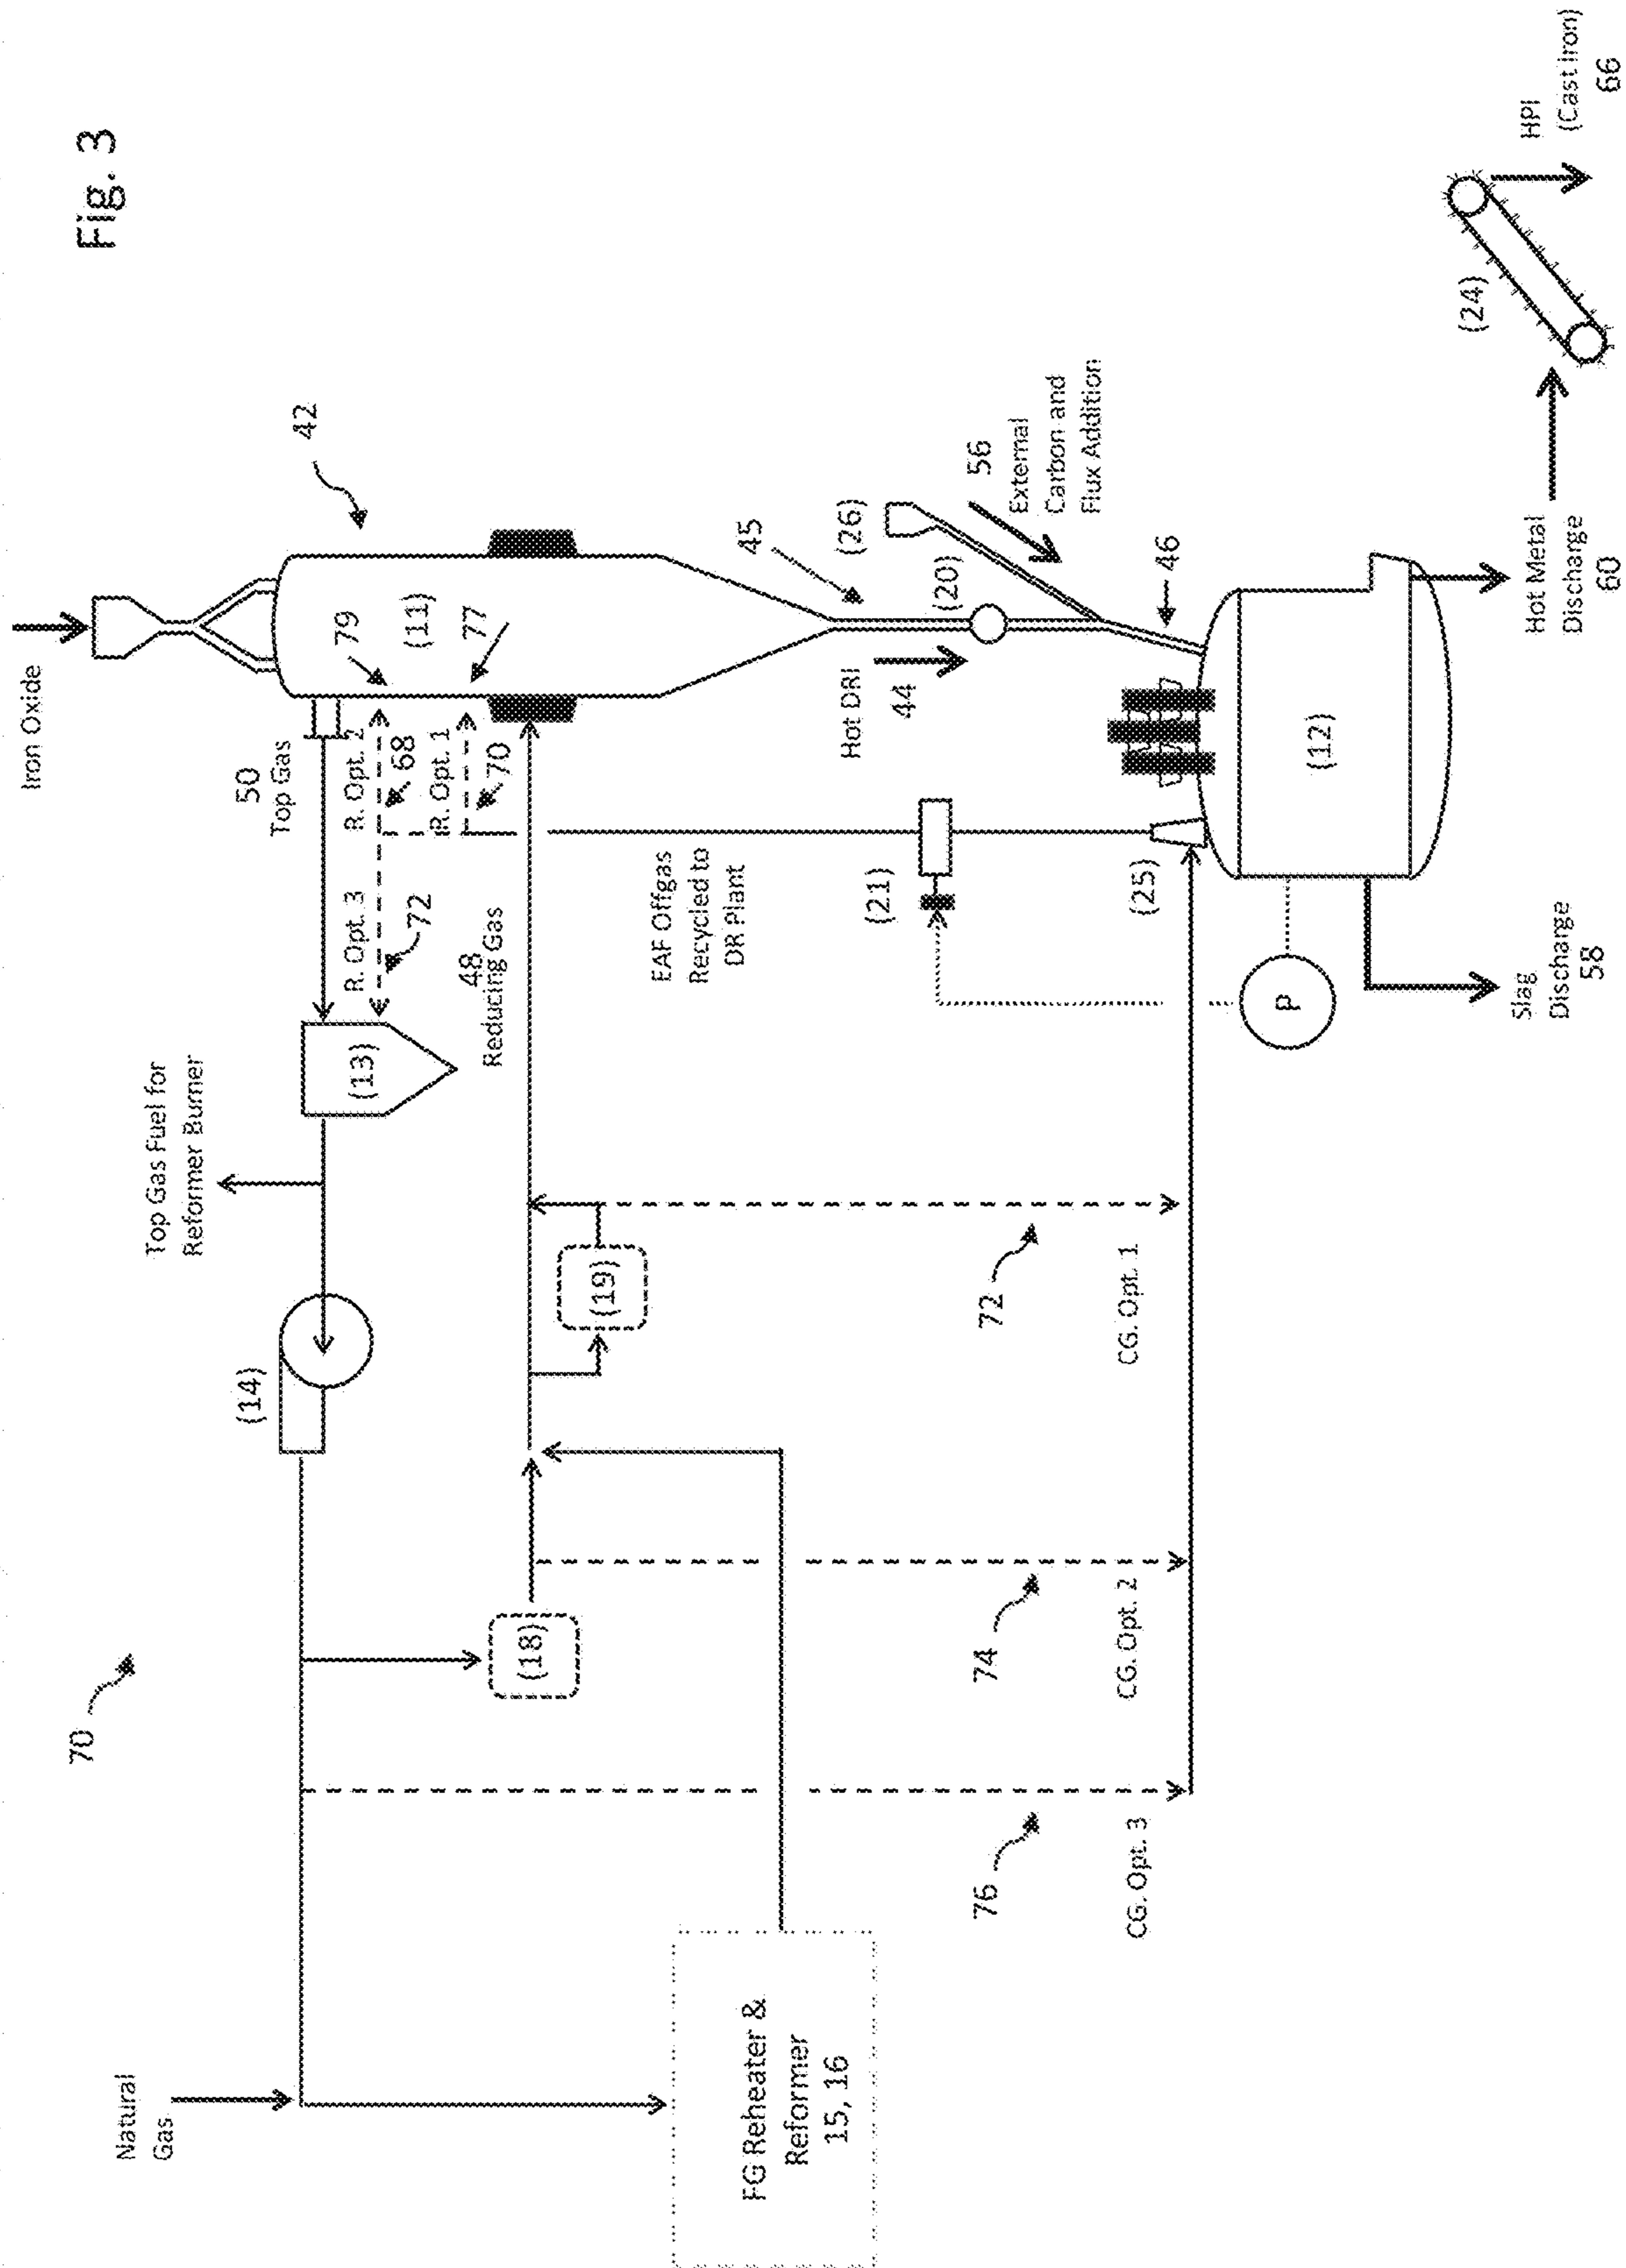 Fig. 3
Iron Oxide
42
79
(11)
77
50
Top Gas
R. Opt. 2
68
R. Opt. 1
70
R. Opt. 3
72
(13)
48
Reducing Gas
Top Gas Fuel for
Reformer Burner
(14)
(19)
(18)
70
Natural
Gas
FG Reheater &
Reformer
15, 16
45
(26)
(20)
56
External
Carbon and
Flux Addition
Hot DRI
44
46
EAF Offgas
Recycled to
DR Plant
(21)
(25)
(12)
P
72
CG. Opt. 1
74
CG. Opt. 2
76
CG. Opt. 3
Slag
Discharge
58
Hot Metal
Discharge
60
(24)
HPI
(Cast Iron)
66